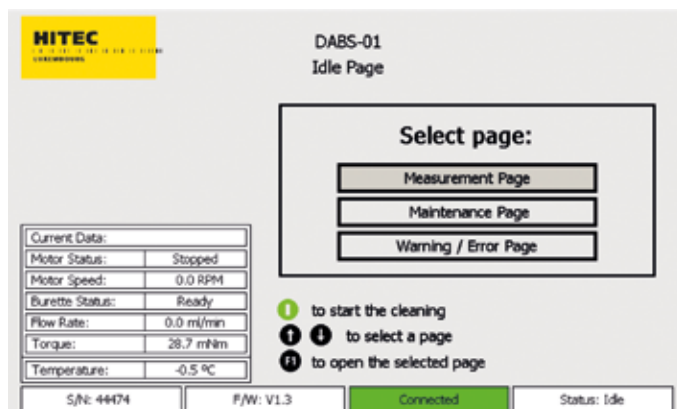 HITEC
LUXEMBOURG
DABS-01
Idle Page
Select page:
Measurement Page
Maintenance Page
Warning / Error Page
Current Data:
Motor Status: Stopped
Motor Speed: 0.0 RPM
Burette Status: Ready
Flow Rate: 0.0 ml/min
Torque: 28.7 mNm
Temperature: -0.5 ºC
to start the cleaning
to select a page
F1 to open the selected page
S/N: 44474 F/W: V1.3 Connected Status: Idle